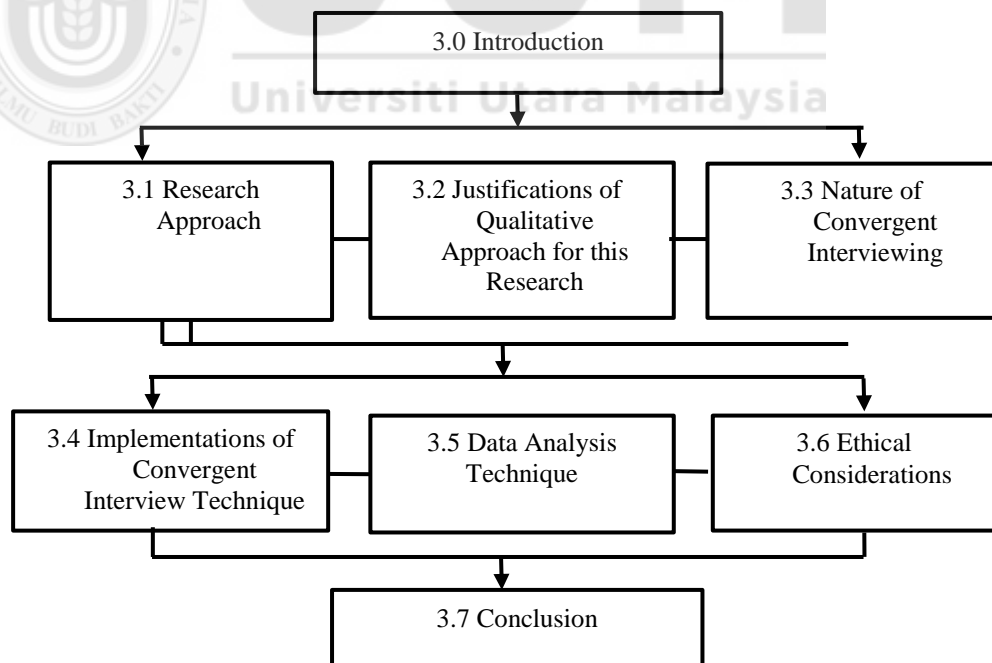 3.0 Introduction
Universiti Utara Malaysia
BUDI BAKTI
3.1 Research
Approach
3.2 Justifications of
Qualitative
Approach for this
Research
3.3 Nature of
Convergent
Interviewing
3.4 Implementations of
Convergent
Interview Technique
3.5 Data Analysis
Technique
3.6 Ethical
Considerations
3.7 Conclusion